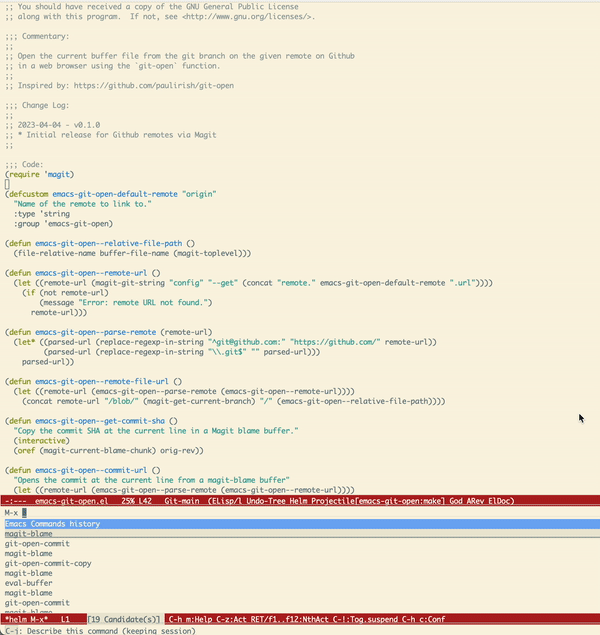 ;; You should have received a copy of the GNU General Public License
;; along with this program.  If not, see <http://www.gnu.org/licenses/>.
;;; Commentary:
;;
;; Open the current buffer file from the git branch on the given remote on Github
;; in a web browser using the `git-open` function.
;;
;; Inspired by: https://github.com/paulirish/git-open
;;; Change Log:
;;
;; 2023-04-04 - v0.1.0
;; * Initial release for Github remotes via Magit
;;
;;; Code:
(require 'magit)
(defcustom emacs-git-open-default-remote "origin"
  "Name of the remote to link to."
  :type 'string
  :group 'emacs-git-open)
(defun emacs-git-open--relative-file-path ()
  (file-relative-name buffer-file-name (magit-toplevel)))
(defun emacs-git-open--remote-url ()
  (let ((remote-url (magit-git-string "config" "--get" (concat "remote." emacs-git-open-default-remote ".url"))))
    (if (not remote-url)
        (message "Error: remote URL not found.")
      remote-url)))
(defun emacs-git-open--parse-remote (remote-url)
  (let* ((parsed-url (replace-regexp-in-string "^git@github.com:" "https://github.com/" remote-url))
         (parsed-url (replace-regexp-in-string "\\.git$" "" parsed-url)))
    parsed-url))
(defun emacs-git-open--remote-file-url ()
  (let ((remote-url (emacs-git-open--parse-remote (emacs-git-open--remote-url))))
    (concat remote-url "/blob/" (magit-get-current-branch) "/" (emacs-git-open--relative-file-path))))
(defun emacs-git-open--get-commit-sha ()
  "Copy the commit SHA at the current line in a Magit blame buffer."
  (interactive)
  (oref (magit-current-blame-chunk) orig-rev))
(defun emacs-git-open--commit-url ()
  "Opens the commit at the current line from a magit-blame buffer"
  (let ((remote-url (emacs-git-open--parse-remote (emacs-git-open--remote-url))))
-:---  emacs-git-open.el   25% L42   Git-main  (ELisp/l Undo-Tree Helm Projectile[emacs-git-open:make] God ARev ElDoc)
M-x
Emacs Commands history
magit-blame
git-open-commit
magit-blame
git-open-commit-copy
magit-blame
eval-buffer
magit-blame
git-open-commit
*helm M-x*   L1   [19 Candidate(s)]  C-h m:Help C-z:Act RET/f1..f12:NthAct C-!:Tog.suspend C-h c:Conf
C-j: Describe this command (keeping session)